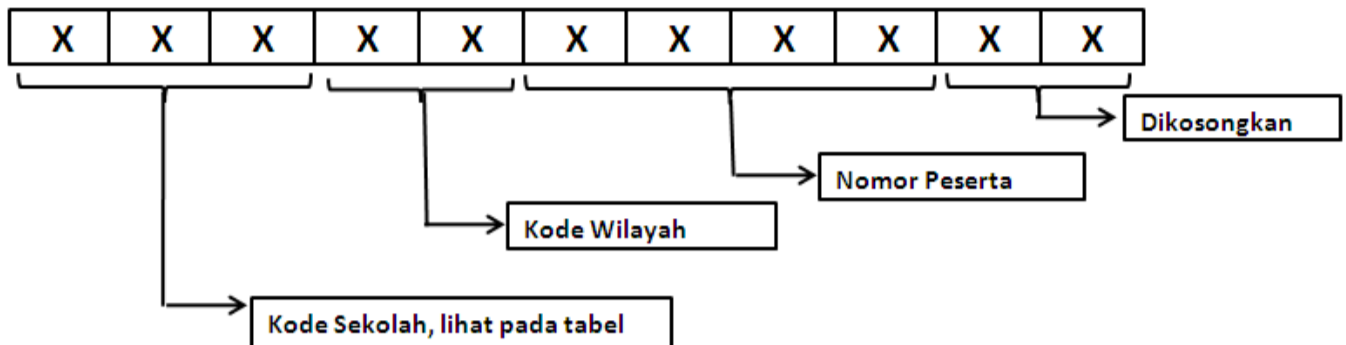 X X X X X X X X X X X
Dikosongkan
Nomor Peserta
Kode Wilayah
Kode Sekolah, lihat pada tabel